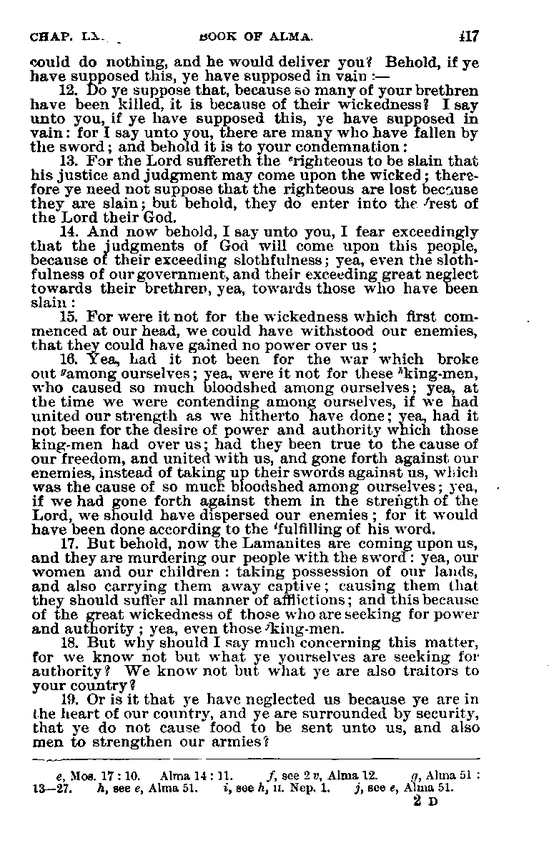 CHAP. LX. BOOK OF ALMA. 417
could do nothing, and he would deliver you? Behold, if ye
have supposed this, ye have supposed in vain :—
12. Do ye suppose that, because so many of your brethren
have been killed, it is because of their wickedness? I say
unto you, if ye have supposed this, ye have supposed in
vain: for I say unto you, there are many who have fallen by
the sword; and behold it is to your condemnation:
13. For the Lord suffereth the ᵉrighteous to be slain that
his justice and judgment may come upon the wicked; there-
fore ye need not suppose that the righteous are lost because
they are slain; but behold, they do enter into the ᶠrest of
the Lord their God.
14. And now behold, I say unto you, I fear exceedingly
that the judgments of God will come upon this people,
because of their exceeding slothfulness; yea, even the sloth-
fulness of our government, and their exceeding great neglect
towards their brethren, yea, towards those who have been
slain:
15. For were it not for the wickedness which first com-
menced at our head, we could have withstood our enemies,
that they could have gained no power over us;
16. Yea, had it not been for the war which broke
out ᵍamong ourselves; yea, were it not for these ʰking-men,
who caused so much bloodshed among ourselves; yea, at
the time we were contending among ourselves, if we had
united our strength as we hitherto have done; yea, had it
not been for the desire of power and authority which those
king-men had over us; had they been true to the cause of
our freedom, and united with us, and gone forth against our
enemies, instead of taking up their swords against us, which
was the cause of so much bloodshed among ourselves; yea,
if we had gone forth against them in the strength of the
Lord, we should have dispersed our enemies; for it would
have been done according to the ⁱfulfilling of his word.
17. But behold, now the Lamanites are coming upon us,
and they are murdering our people with the sword: yea, our
women and our children: taking possession of our lands,
and also carrying them away captive; causing them that
they should suffer all manner of afflictions; and this because
of the great wickedness of those who are seeking for power
and authority; yea, even those ʲking-men.
18. But why should I say much concerning this matter,
for we know not but what ye yourselves are seeking for
authority? We know not but what ye are also traitors to
your country?
19. Or is it that ye have neglected us because ye are in
the heart of our country, and ye are surrounded by security,
that ye do not cause food to be sent unto us, and also
men to strengthen our armies?
e, Mos. 17 : 10. Alma 14 : 11. f, see 2 v, Alma 12. g, Alma 51 :
13—27. h, see e, Alma 51. i, see h, II. Nep. 1. j, see e, Alma 51.
2 D